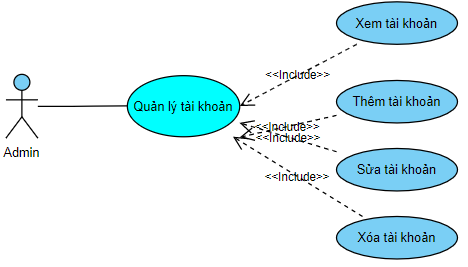 Xem tài khoản
<<Include>>
Quản lý tài khoản
Thêm tài khoản
<<Include>>
<<Include>>
Admin
Sửa tài khoản
<<Include>>
Xóa tài khoản